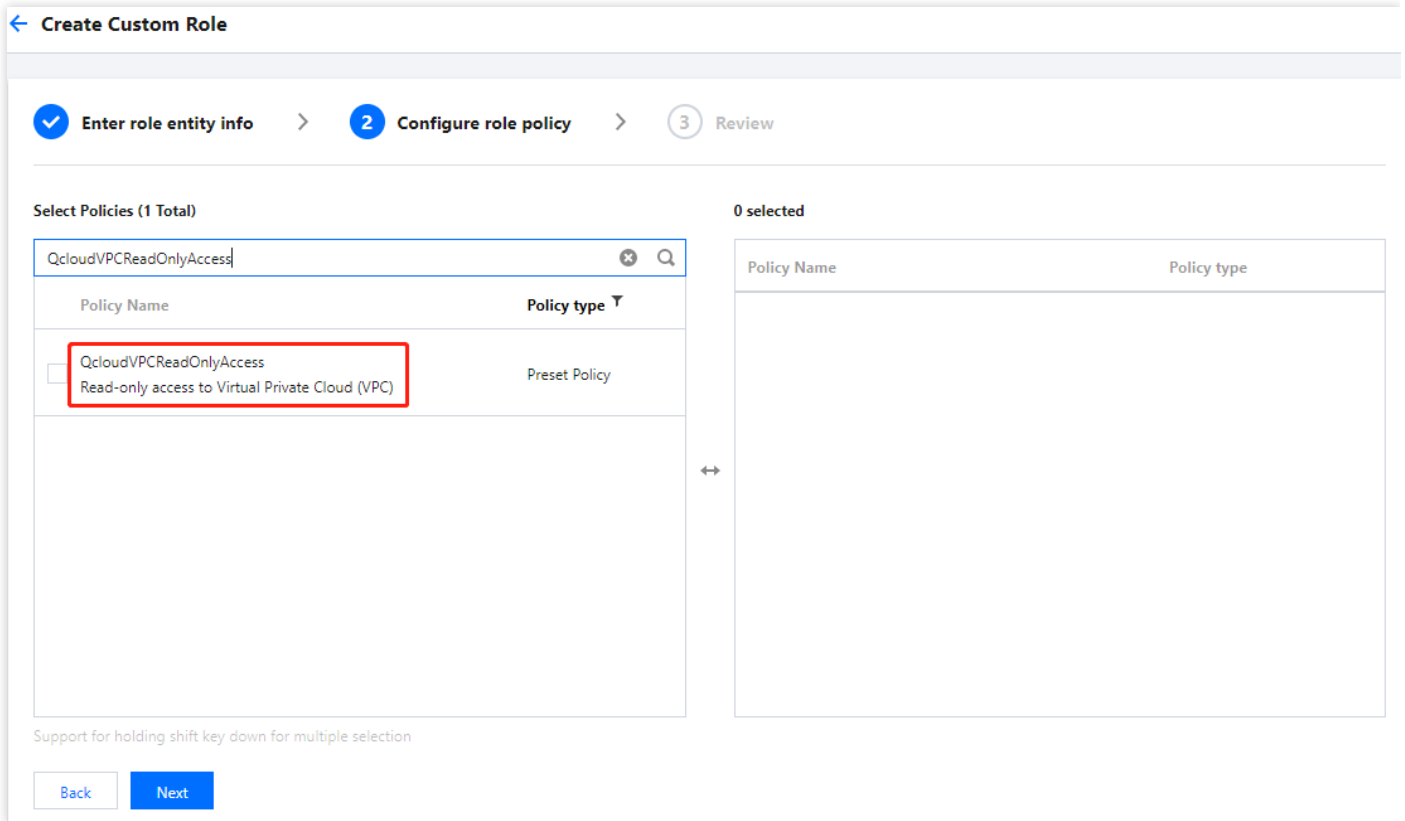 Create Custom Role
Enter role entity info
2 Configure role policy
3 Review
Select Policies (1 Total)
0 selected
QcloudVPCReadOnlyAccess
Policy Name Policy type
Policy Name Policy type
QcloudVPCReadOnlyAccess
Read-only access to Virtual Private Cloud (VPC)
Preset Policy
Support for holding shift key down for multiple selection
Back Next